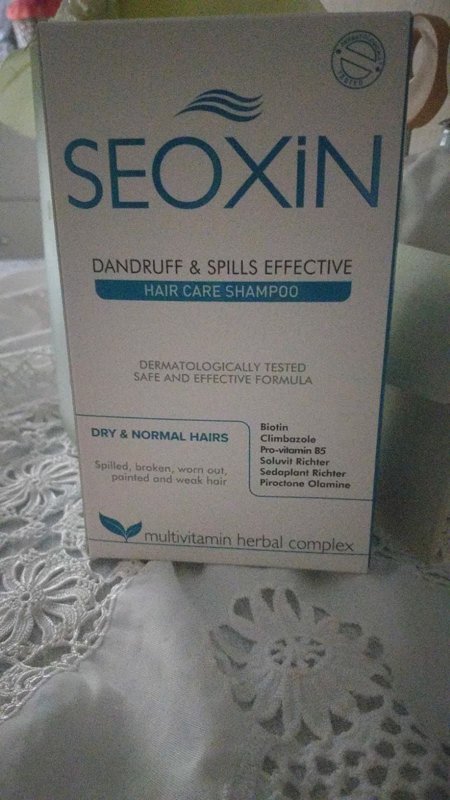 SEOXiN
DANDRUFF & SPILLS EFFECTIVE
HAIR CARE SHAMPOO
DERMATOLOGICALLY TESTED
SAFE AND EFFECTIVE FORMULA
DRY & NORMAL HAIRS
Spilled, broken, worn out,
painted and weak hair
Biotin
Climbazole
Pro-vitamin B5
Soluvit Richter
Sedaplant Richter
Piroctone Olamine
multivitamin herbal complex